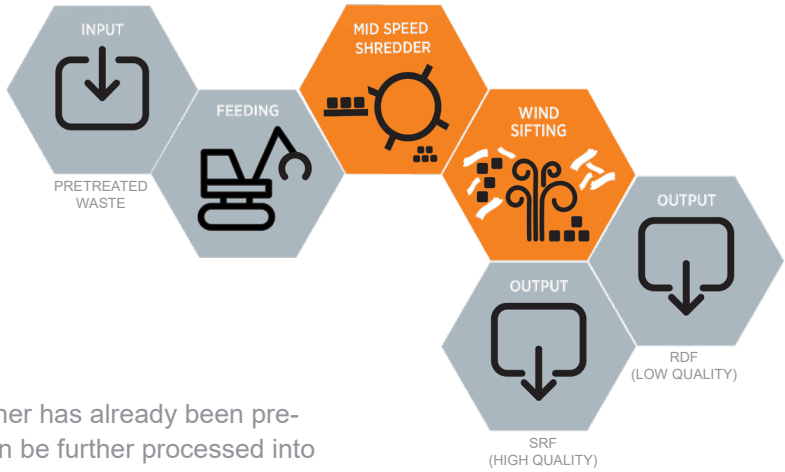 INPUT
PRETREATED
WASTE
FEEDING
MID SPEED
SHREDDER
WIND
SIFTING
OUTPUT
RDF
(LOW QUALITY)
OUTPUT
SRF
(HIGH QUALITY)
has already been pre-
be further processed into